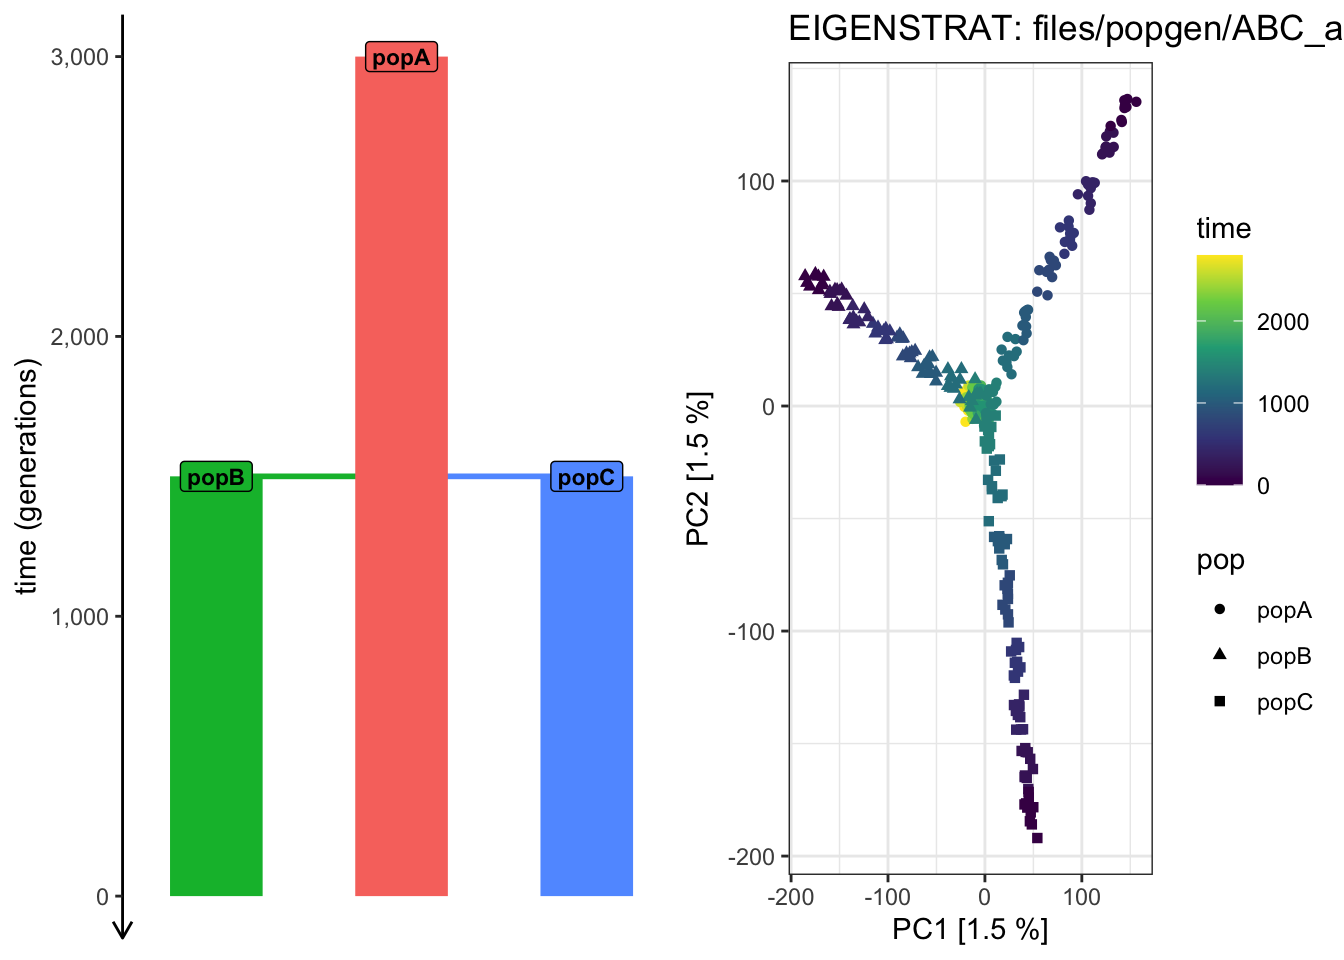 time (generations)
3,000
2,000
1,000
0
popA
popB
popC
EIGENSTRAT: files/popgen/ABC_a
PC2 [1.5 %]
100
0
-100
-200
-200
-100
0
100
PC1 [1.5 %]
time
2000
1000
0
pop
popA
popB
popC